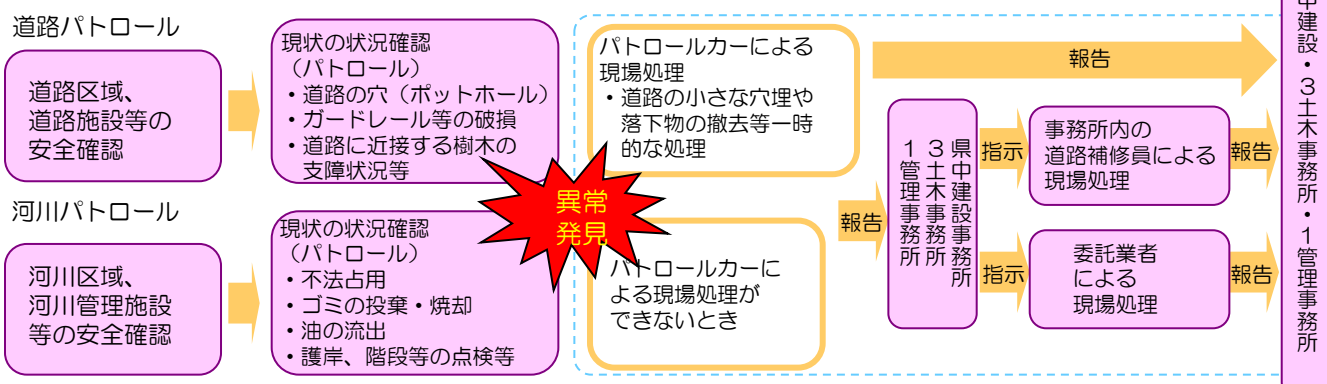 道路パトロール
道路区域、
道路施設等の
安全確認
現状の状況確認
（パトロール）
・道路の穴（ポットホール）
・ガードレール等の破損
・道路に近接する樹木の
支障状況等
河川パトロール
河川区域、
河川管理施設
等の安全確認
現状の状況確認
（パトロール）
・不法占用
・ゴミの投棄・焼却
・油の流出
・護岸、階段等の点検等
異常
発見
パトロールカーによる
現場処理
・道路の小さな穴埋や
落下物の撤去等一時
的な処理
パトロールカーに
よる現場処理が
できないとき
報告
報告
県中建設事務所
３土木事務所
１管理事務所
指示
事務所内の
道路補修員による
現場処理
報告
指示
委託業者
による
現場処理
報告
中建設・３土木事務所・１管理事務所